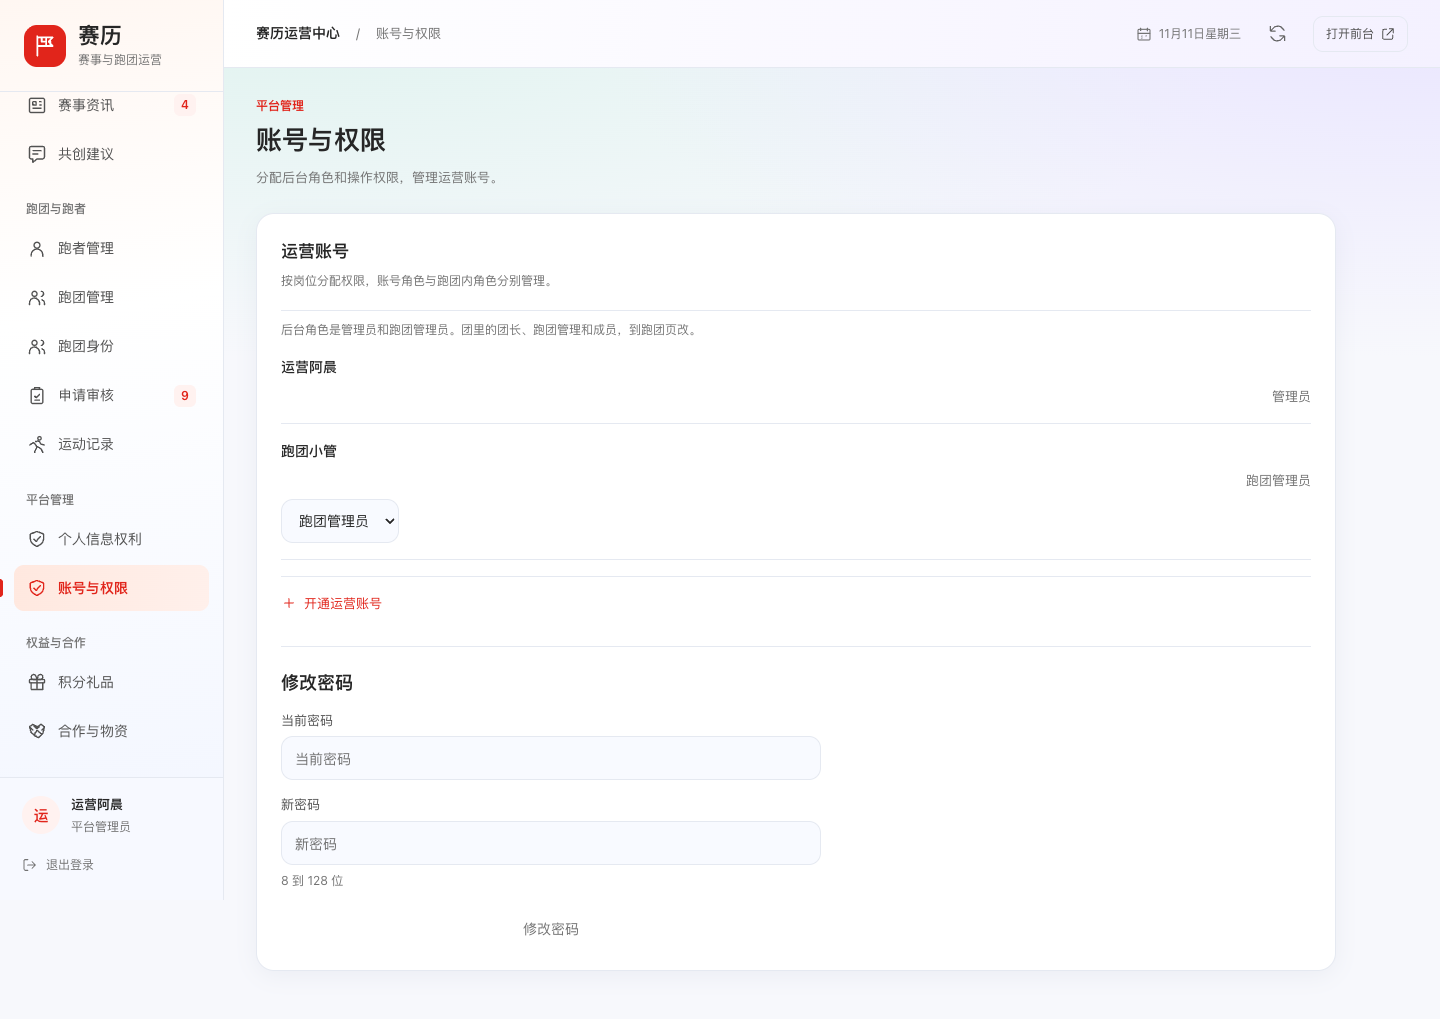 赛历
赛事与跑团运营
赛事资讯 4
共创建议
跑团与跑者
跑者管理
跑团管理
跑团身份
申请审核 9
运动记录
平台管理
个人信息权利
账号与权限
权益与合作
积分礼品
合作与物资
运 运营阿晨
平台管理员
退出登录
赛历运营中心 / 账号与权限
11月11日星期三
打开前台
平台管理
账号与权限
分配后台角色和操作权限，管理运营账号。
运营账号
按岗位分配权限，账号角色与跑团内角色分别管理。
后台角色是管理员和跑团管理员。团里的团长、跑团管理和成员，到跑团页改。
运营阿晨
管理员
跑团小管
跑团管理员
跑团管理员
开通运营账号
修改密码
当前密码
当前密码
新密码
新密码
8 到 128 位
修改密码